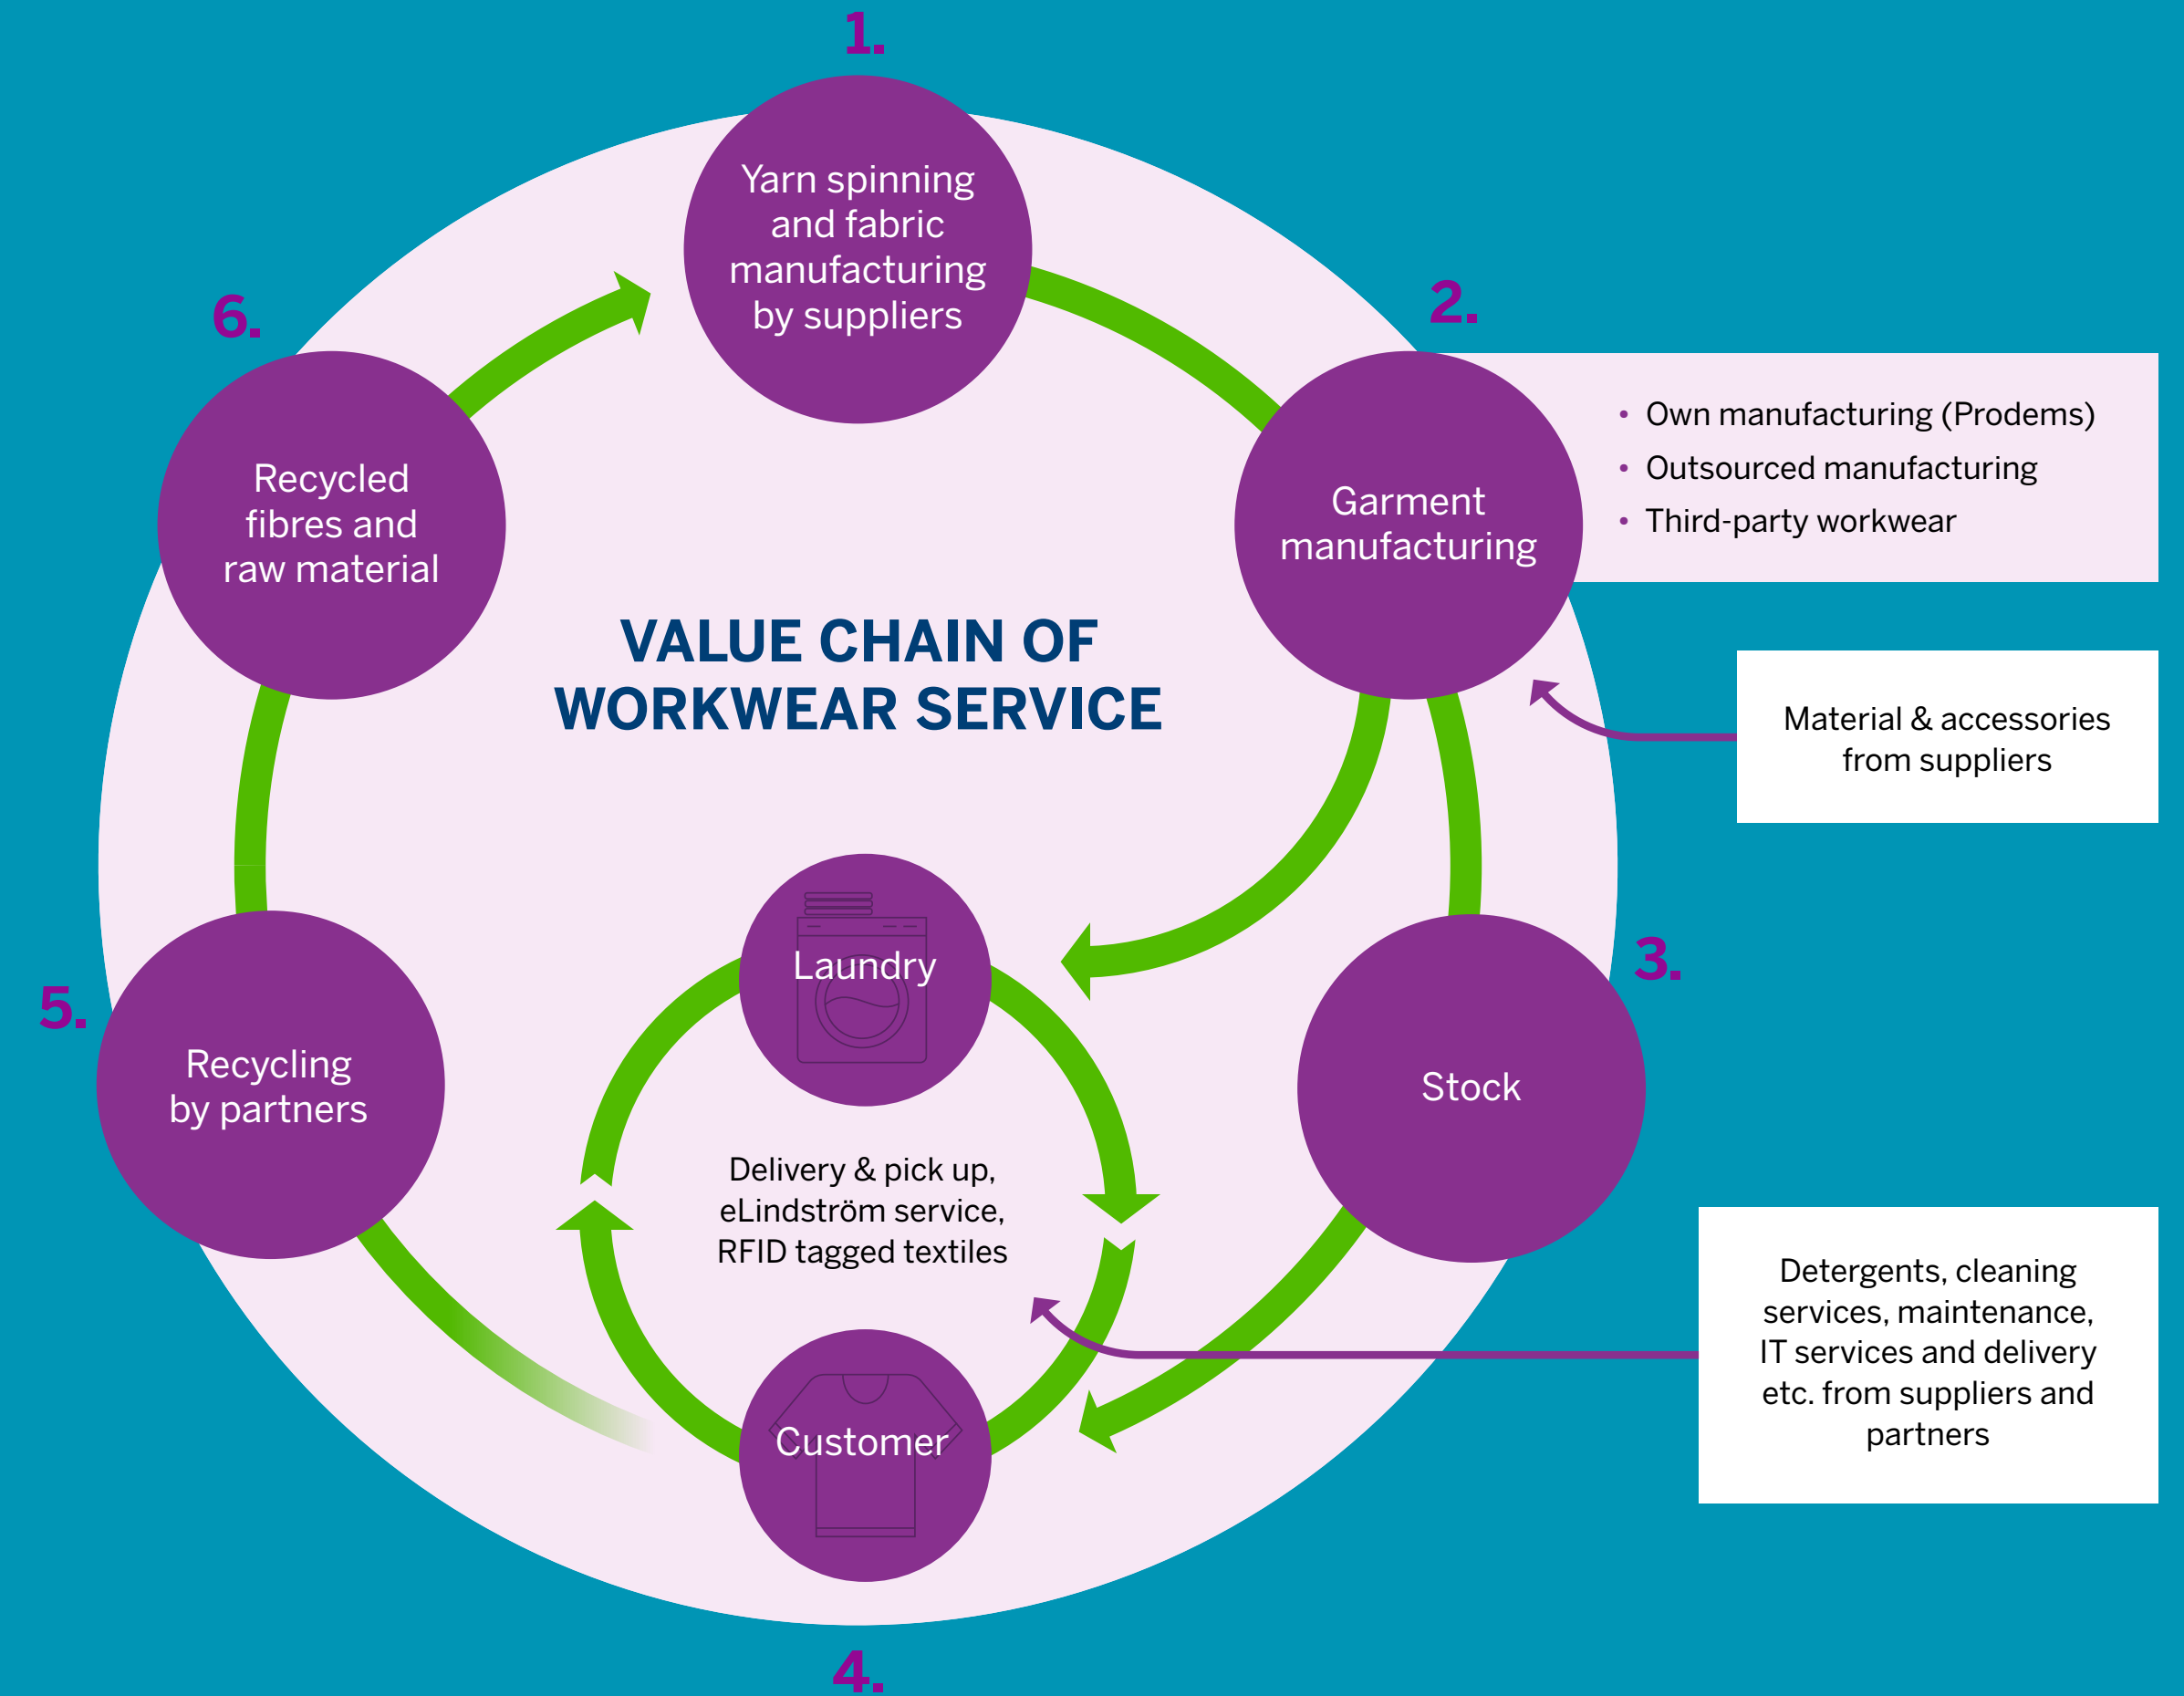 1.
Yarn spinning
and fabric
manufacturing
by suppliers
2.
Garment
manufacturing
• Own manufacturing (Prodems)
• Outsourced manufacturing
• Third-party workwear
Material & accessories
from suppliers
6.
Recycled
fibres and
raw material
VALUE CHAIN OF
WORKWEAR SERVICE
3.
Stock
Laundry
Delivery & pick up,
eLindström service,
RFID tagged textiles
Customer
Detergents, cleaning
services, maintenance,
IT services and delivery
etc. from suppliers and
partners
4.
5.
Recycling
by partners